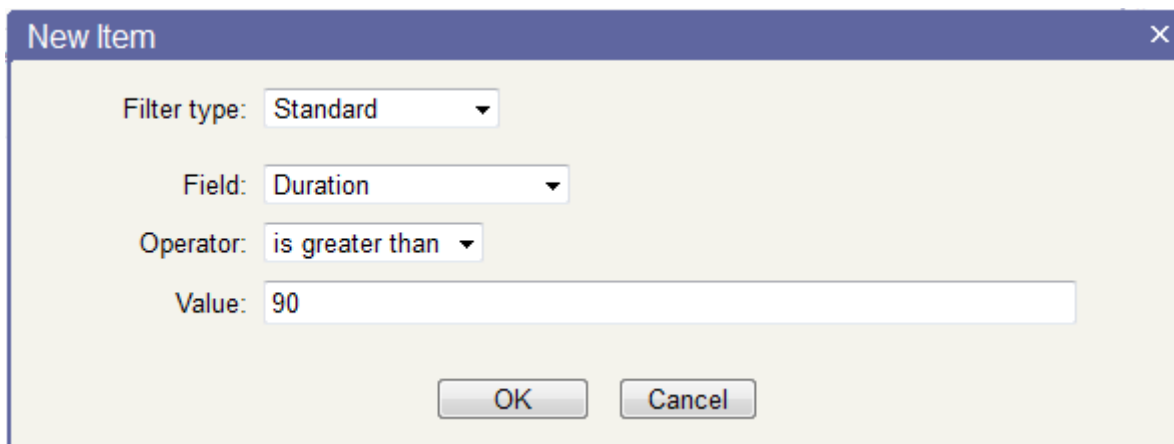 New Item ×
Filter type: Standard
Field: Duration
Operator: is greater than
Value: 90
OK Cancel